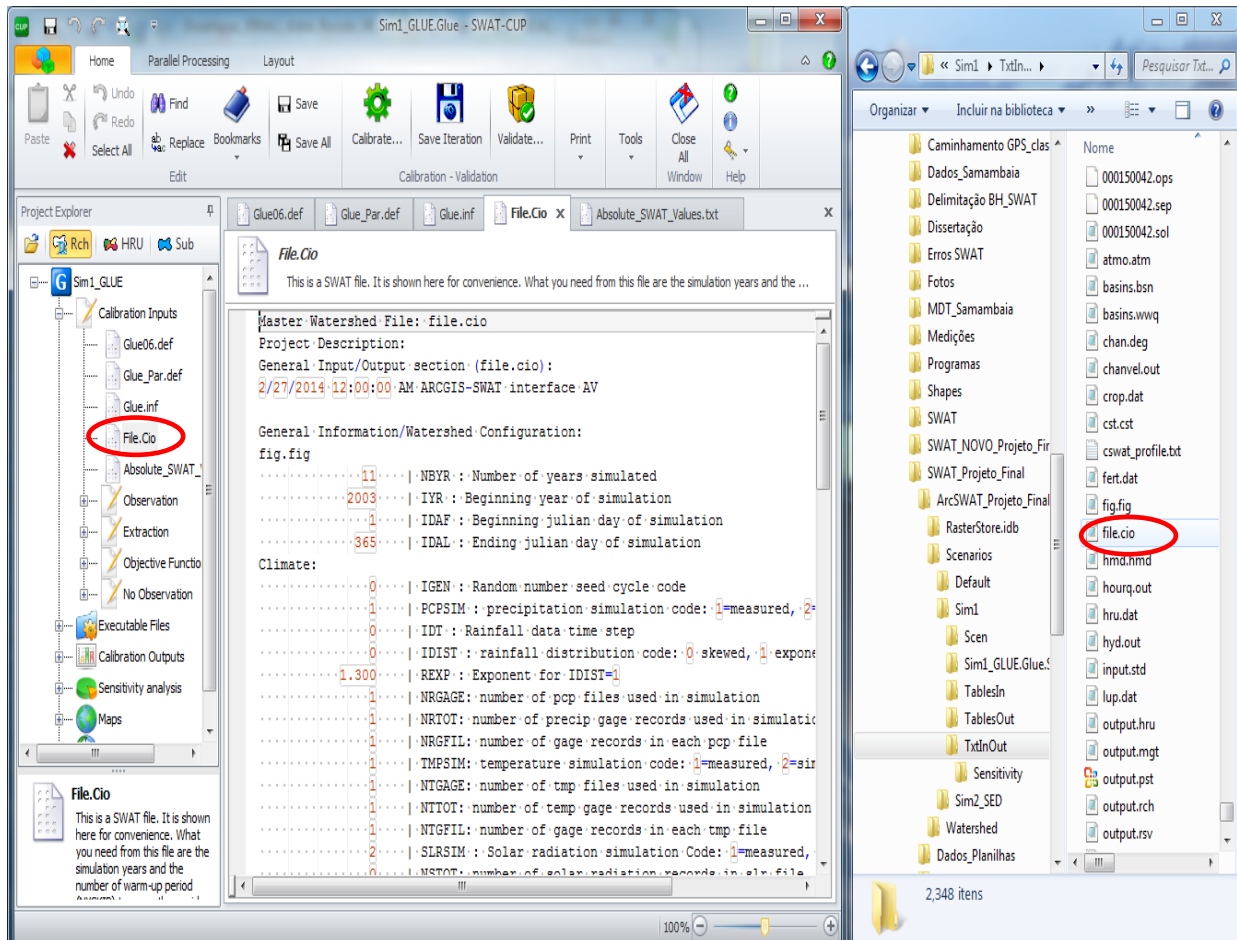 CUP
Sim1_GLUE.Glue - SWAT-CUP
Home Parallel Processing Layout
Paste
Undo
Redo
Select All
Find
Replace
Bookmarks
Save
Save All
Calibrate...
Save Iteration
Validate...
Print
Tools
Close All
Edit
Calibration - Validation
Window
Help
Project Explorer
Rch HRU Sub
Sim1_GLUE
Calibration Inputs
Glue06.def
Glue_Par.def
Glue.inf
File.Cio
Absolute_SWAT_
Observation
Extraction
Objective Functio
No Observation
Executable Files
Calibration Outputs
Sensitivity analysis
Maps
File.Cio
This is a SWAT file. It is shown
here for convenience. What
you need from this file are the
simulation years and the
number of warm-up period
Glue06.def Glue_Par.def Glue.inf File.Cio X Absolute_SWAT_Values.txt X
File.Cio
This is a SWAT file. It is shown here for convenience. What you need from this file are the simulation years and the ...
Master Watershed File: file.cio
Project Description:
General Input/Output section (file.cio):
2/27/2014 12:00:00 AM ARCGIS-SWAT interface AV
General Information/Watershed Configuration:
fig.fig
11 | NBYR : Number of years simulated
2003 | IYR : Beginning year of simulation
1 | IDAF : Beginning julian day of simulation
365 | IDAL : Ending julian day of simulation
Climate:
0 | IGEN : Random number seed cycle code
1 | PCPSIM : precipitation simulation code: 1=measured, 2=
0 | IDT : Rainfall data time step
0 | IDIST : rainfall distribution code: 0 skewed, 1 expone
1.300 | REXP : Exponent for IDIST=1
1 | NRGAGE: number of pcp files used in simulation
1 | NRTOT: number of precip gage records used in simulatio
1 | NRGFIL: number of gage records in each pcp file
1 | TMPSIM: temperature simulation code: 1=measured, 2=sim
1 | NTGAGE: number of tmp files used in simulation
1 | NTTOT: number of temp gage records used in simulation
1 | NTGFIL: number of gage records in each tmp file
2 | SLRSIM : Solar radiation simulation Code: 1=measured,
0 | NSTOT: number of solar radiation records in slr file
100%
« Sim1 ▸ TxtIn... ▸
Pesquisar Txt...
Organizar Incluir na biblioteca »
Caminhamento GPS_clas
Dados_Samambaia
Delimitação BH_SWAT
Dissertação
Erros SWAT
Fotos
MDT_Samambaia
Medições
Programas
Shapes
SWAT
SWAT_NOVO_Projeto_Fir
SWAT_Projeto_Final
ArcSWAT_Projeto_Final
RasterStore.idb
Scenarios
Default
Sim1
Scen
Sim1_GLUE.Glue.S
TablesIn
TablesOut
TxtInOut
Sensitivity
Sim2_SED
Watershed
Dados_Planilhas
Nome
000150042.ops
000150042.sep
000150042.sol
atmo.atm
basins.bsn
basins.wwq
chan.deg
chanvel.out
crop.dat
cst.cst
cswat_profile.txt
fert.dat
fig.fig
file.cio
hmd.hmd
hourq.out
hru.dat
hyd.out
input.std
lup.dat
output.hru
output.mgt
output.pst
output.rch
output.rsv
2,348 itens